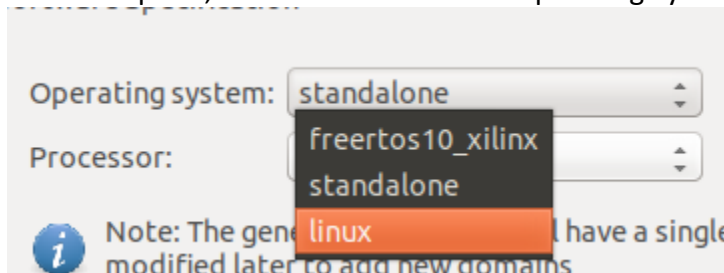 Operating system: standalone
freertos10_xilinx
Processor:
standalone
linux
Note: The gen have a single
modified later to add new domains